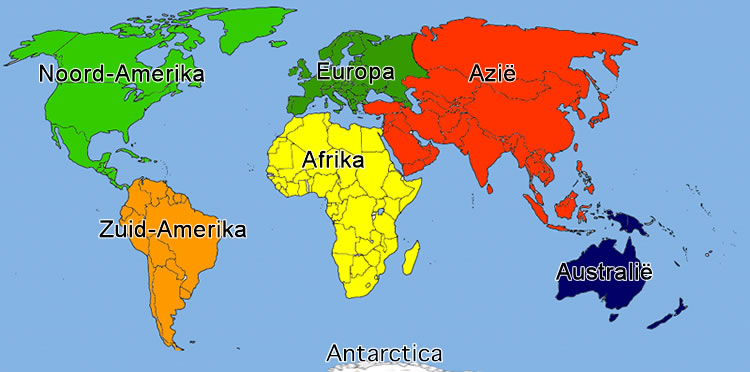 Noord-Amerika
Europa
Azië
Afrika
Zuid-Amerika
Australië
Antarctica